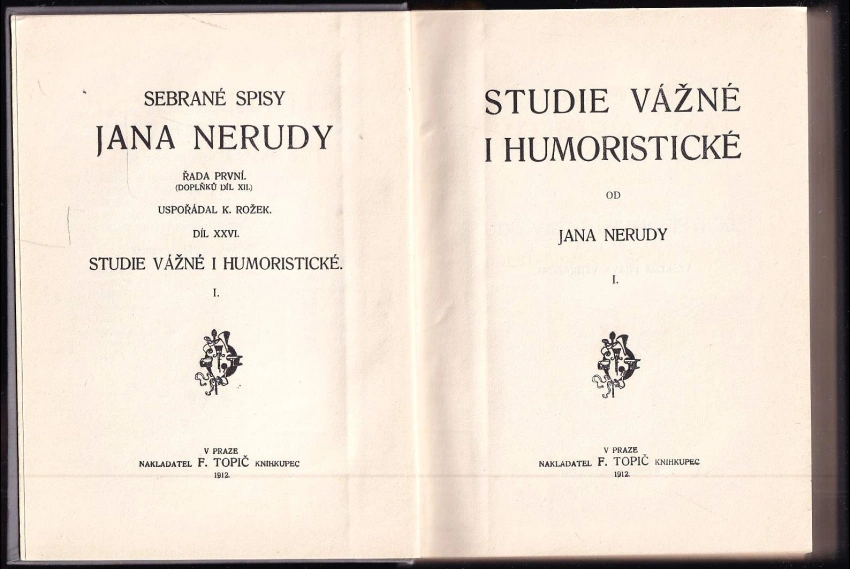 SEBRANÉ SPISY
JANA NERUDY
ŘADA PRVNÍ.
(DOPLŇKŮ DÍL XII.)
USPOŘÁDAL K. ROŽEK.
DÍL XXVI.
STUDIE VÁŽNÉ I HUMORISTICKÉ.
I.
V PRAZE
NAKLADATEL F. TOPIČ KNIHKUPEC
1912.
STUDIE VÁŽNÉ
I HUMORISTICKÉ
OD
JANA NERUDY
I.
V PRAZE
NAKLADATEL F. TOPIČ KNIHKUPEC
1912.